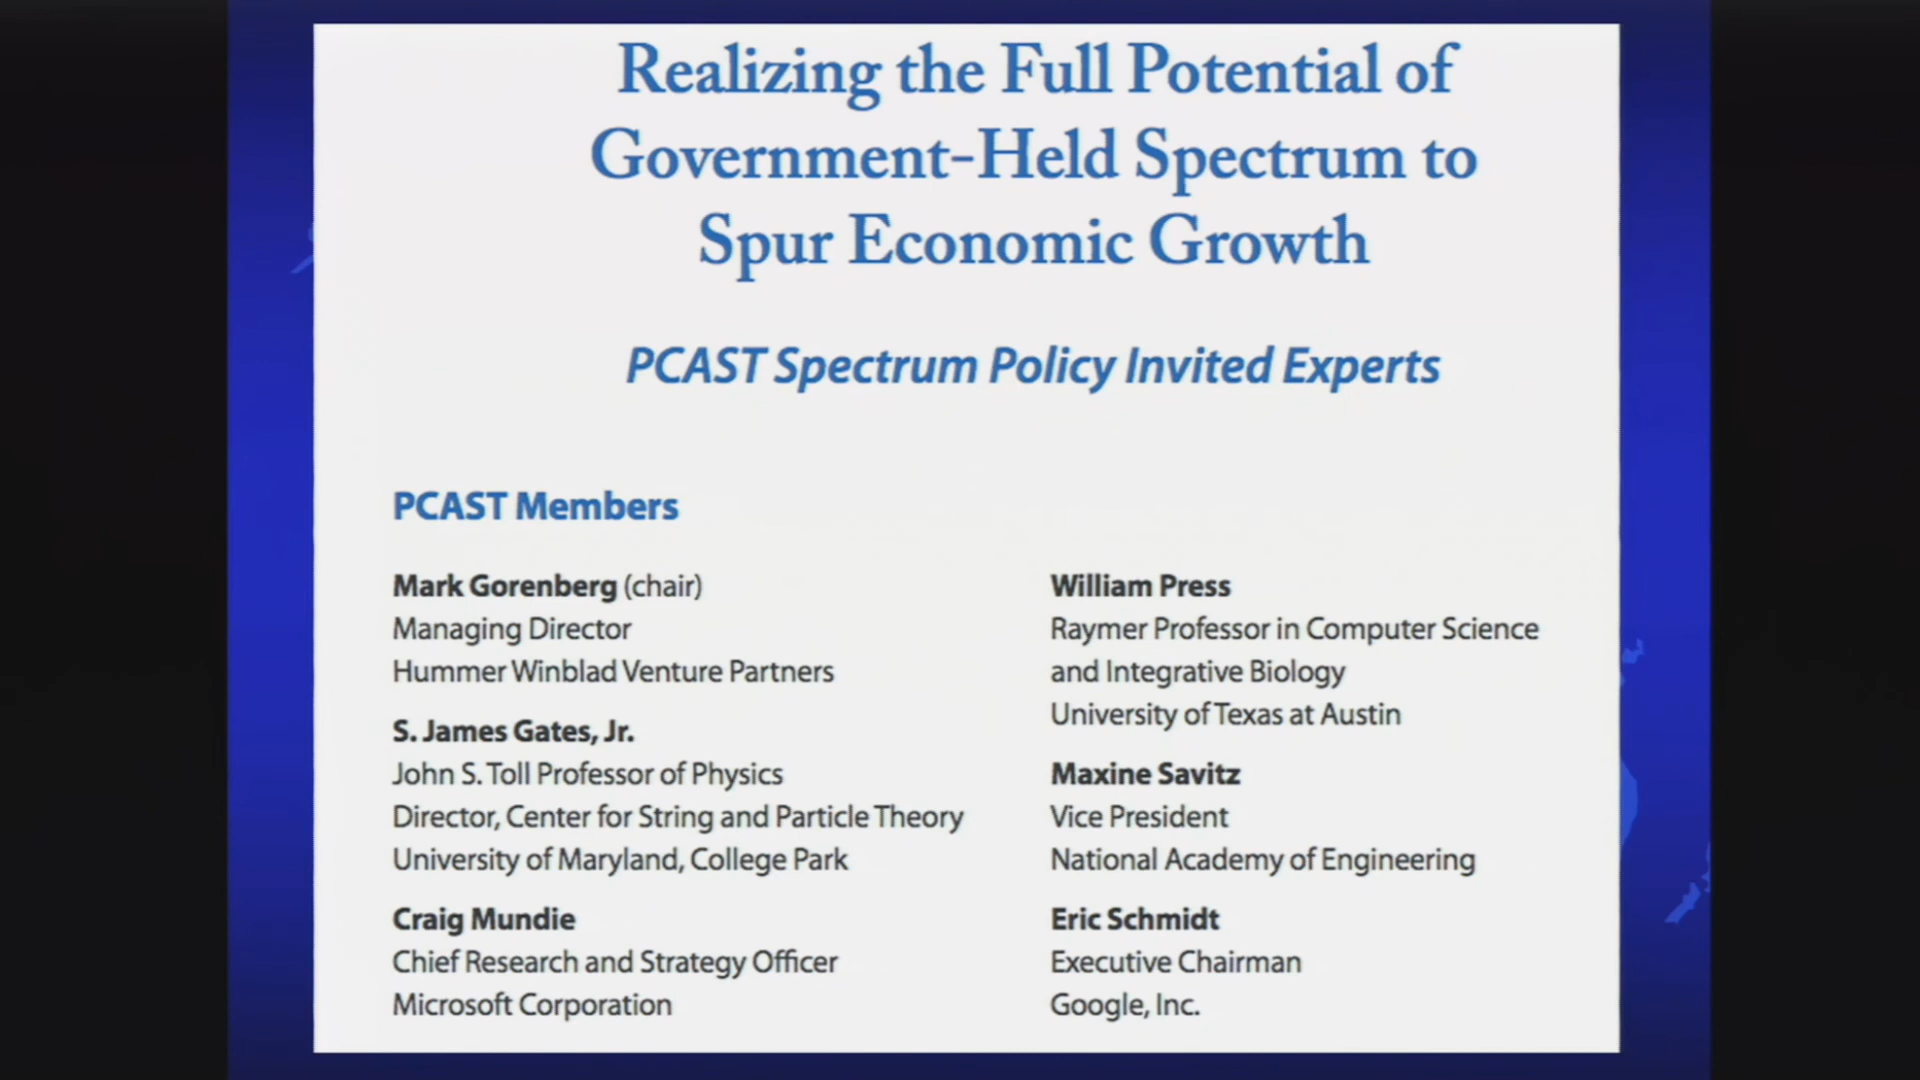 Realizing the Full Potential of
Government-Held Spectrum to
Spur Economic Growth
PCAST Spectrum Policy Invited Experts
PCAST Members
Mark Gorenberg (chair)
Managing Director
Hummer Winblad Venture Partners
S. James Gates, Jr.
John S. Toll Professor of Physics
Director, Center for String and Particle Theory
University of Maryland, College Park
Craig Mundie
Chief Research and Strategy Officer
Microsoft Corporation
William Press
Raymer Professor in Computer Science
and Integrative Biology
University of Texas at Austin
Maxine Savitz
Vice President
National Academy of Engineering
Eric Schmidt
Executive Chairman
Google, Inc.